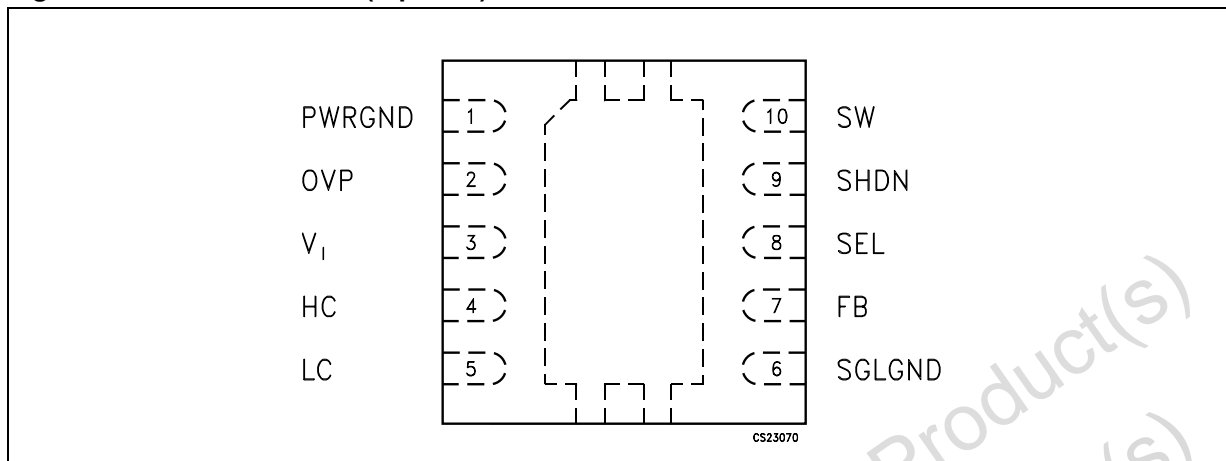 PWRGND 1 10 SW
OVP 2 9 SHDN
VI 3 8 SEL
HC 4 7 FB
LC 5 6 SGLGND
CS23070
Product(s)